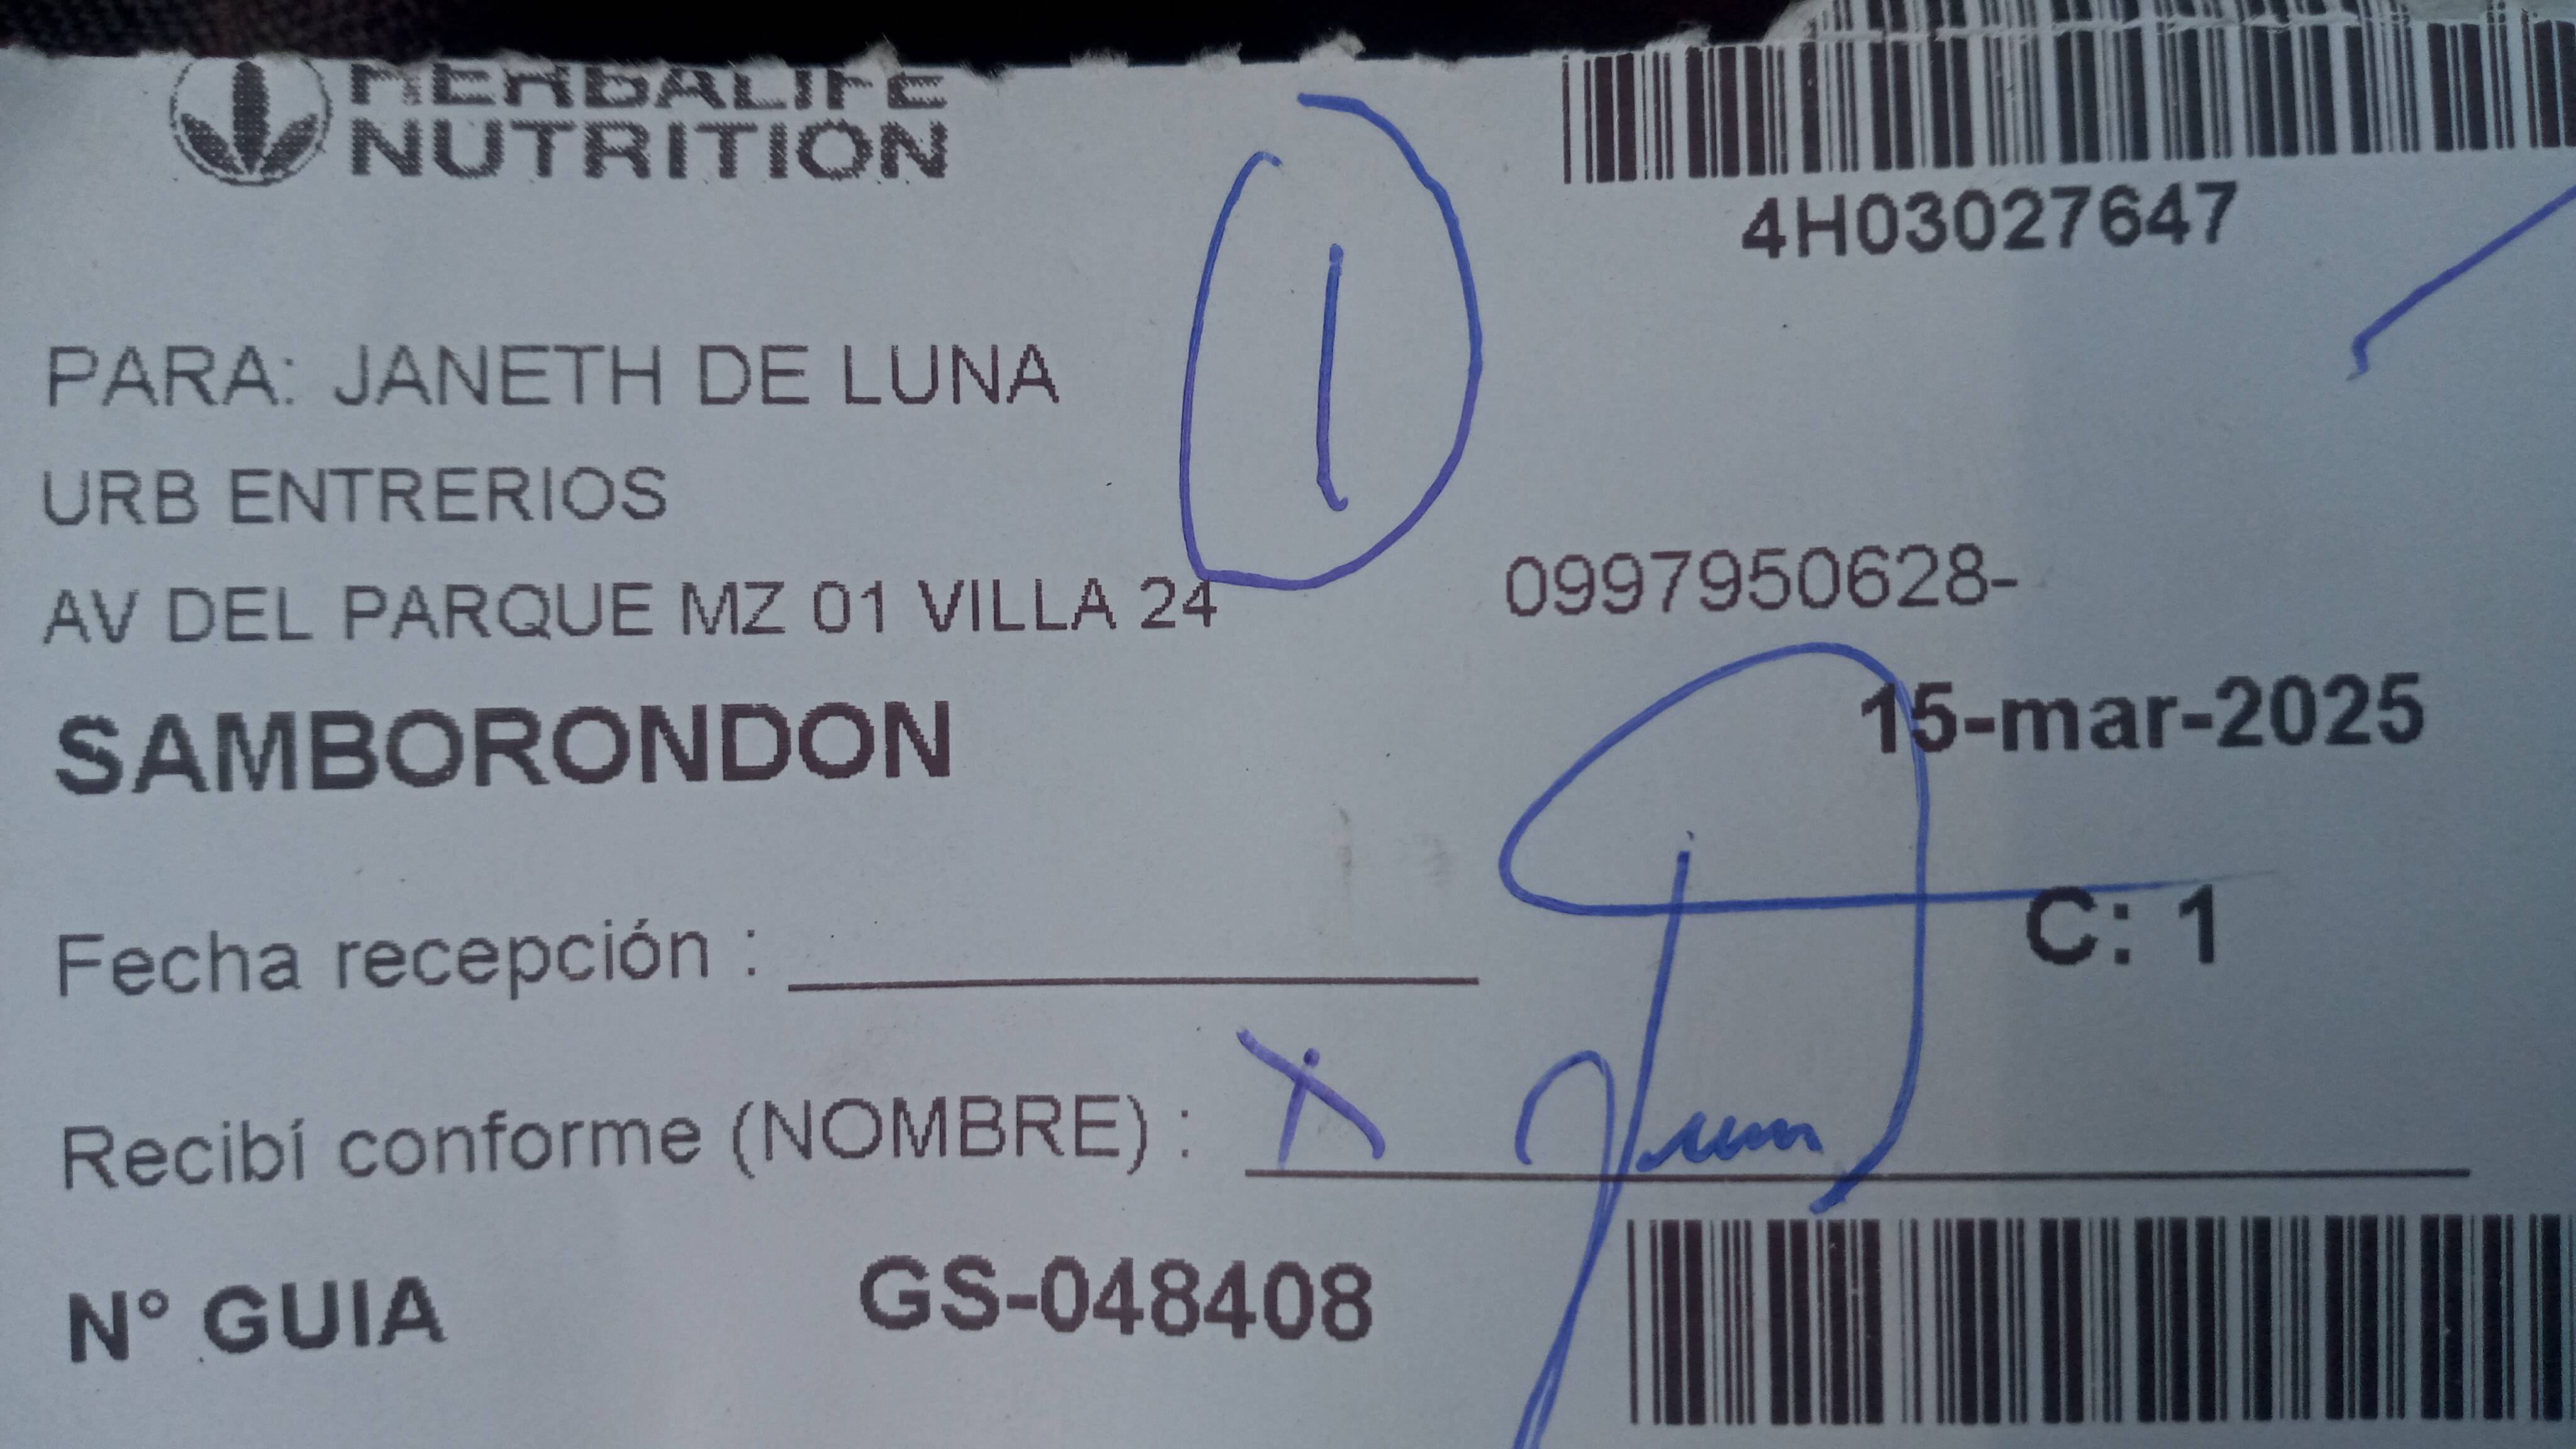 HERBALIFE
NUTRITION
4H03027647
1
PARA: JANETH DE LUNA
URB ENTRERIOS
AV DEL PARQUE MZ 01 VILLA 24
0997950628-
SAMBORONDON
15-mar-2025
C: 1
Fecha recepción :
Recibí conforme (NOMBRE) : X
N° GUIA GS-048408